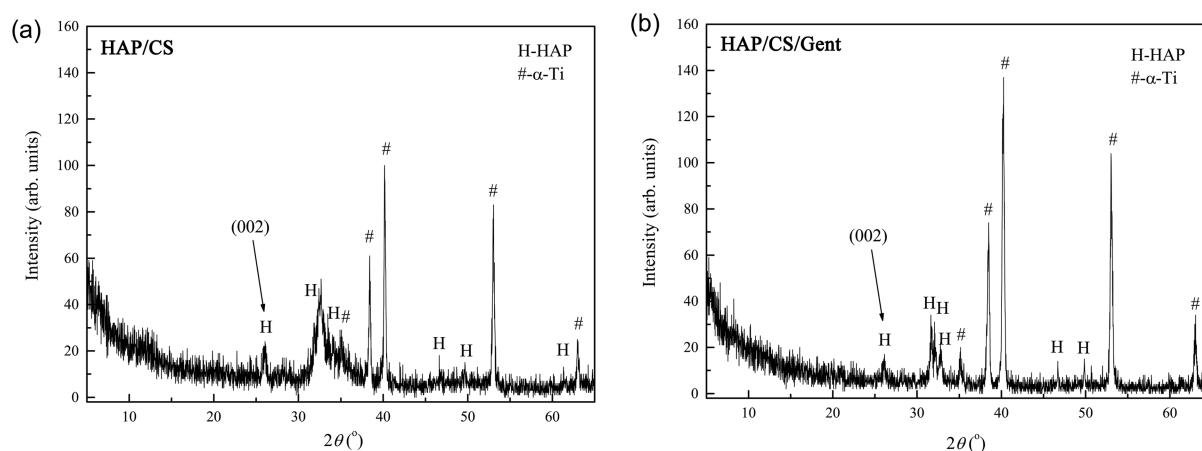 (a)
160
140
120
100
80
60
40
20
0
Intensity (arb. units)
HAP/CS
H-HAP
#-α-Ti
(002)
H
H
H
#
#
#
H
H
#
H
#
10
20
30
40
50
60
2θ (°)
(b)
160
140
120
100
80
60
40
20
0
Intensity (arb. units)
HAP/CS/Gent
H-HAP
#-α-Ti
(002)
H
H
H
H
#
#
#
H
H
#
#
10
20
30
40
50
60
2θ (°)